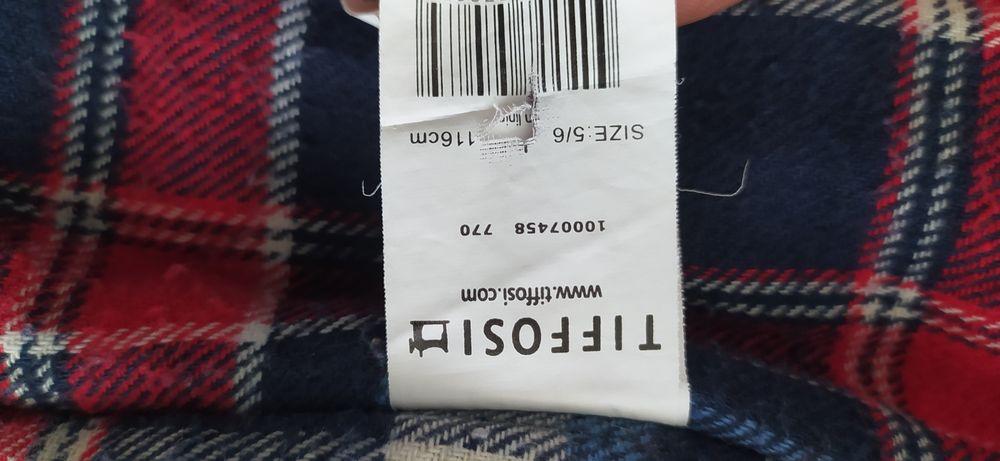 TIFFOSI
www.tiffosi.com
10007458 770
SIZE:5/6 116cm